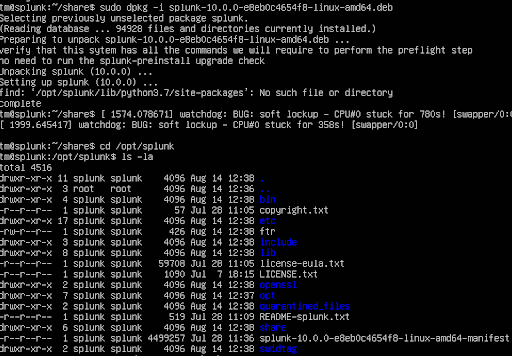 tm@splunk:~/share$ sudo dpkg -i splunk-10.0.0-e8eb0c4654f8-linux-amd64.deb
Selecting previously unselected package splunk.
(Reading database ... 94928 files and directories currently installed.)
Preparing to unpack splunk-10.0.0-e8eb0c4654f8-linux-amd64.deb ...
verify that this sytem has all the commands we will require to perform the preflight step
no need to run the splunk-preinstall upgrade check
Unpacking splunk (10.0.0) ...
Setting up splunk (10.0.0) ...
find: ‘/opt/splunk/lib/python3.7/site-packages’: No such file or directory
complete
tm@splunk:~/share$ [ 1574.078671] watchdog: BUG: soft lockup - CPU#0 stuck for 780s! [swapper/0:0]
[ 1999.645417] watchdog: BUG: soft lockup - CPU#0 stuck for 358s! [swapper/0:0]
tm@splunk:~/share$ cd /opt/splunk
tm@splunk:/opt/splunk$ ls -la
total 4516
drwxr-xr-x 11 splunk splunk 4096 Aug 14 12:38 .
drwxr-xr-x 3 root root 4096 Aug 14 12:36 ..
drwxr-xr-x 4 splunk splunk 4096 Aug 14 12:38 bin
-r--r--r-- 1 splunk splunk 57 Jul 28 11:05 copyright.txt
drwxr-xr-x 17 splunk splunk 4096 Aug 14 12:38 etc
-rw-r--r-- 1 splunk splunk 426 Aug 14 12:38 ftr
drwxr-xr-x 3 splunk splunk 4096 Aug 14 12:38 include
drwxr-xr-x 8 splunk splunk 4096 Aug 14 12:38 lib
-r--r--r-- 1 splunk splunk 59708 Jul 28 11:05 license-eula.txt
-r--r--r-- 1 splunk splunk 1090 Jul 7 18:15 LICENSE.txt
drwxr-xr-x 2 splunk splunk 4096 Aug 14 12:38 openssl
drwxr-xr-x 7 splunk splunk 4096 Aug 14 12:37 opt
drwxr-xr-x 2 splunk splunk 4096 Aug 14 12:38 quarantined_files
-r--r--r-- 1 splunk splunk 519 Jul 28 11:09 README-splunk.txt
drwxr-xr-x 6 splunk splunk 4096 Aug 14 12:38 share
-r--r--r-- 1 splunk splunk 4499257 Jul 28 11:36 splunk-10.0.0-e8eb0c4654f8-linux-amd64-manifest
drwxr-xr-x 2 splunk splunk 4096 Aug 14 12:38 swidtag